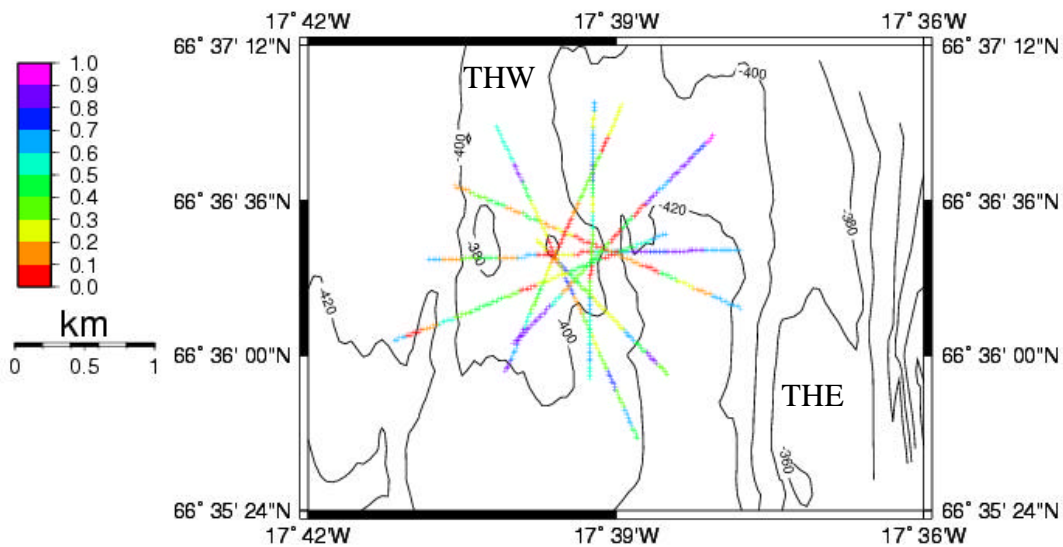 17˚ 42'W 17˚ 39'W 17˚ 36'W
66˚ 37' 12"N 66˚ 37' 12"N
THW
-400
-400
1.0
0.9
0.8
0.7
0.6
0.5
0.4
0.3
0.2
0.1
0.0
66˚ 36' 36"N 66˚ 36' 36"N
-420
-380
-380
-420
km
0 0.5 1
-400
66˚ 36' 00"N 66˚ 36' 00"N
THE
-360
66˚ 35' 24"N 66˚ 35' 24"N
17˚ 42'W 17˚ 39'W 17˚ 36'W